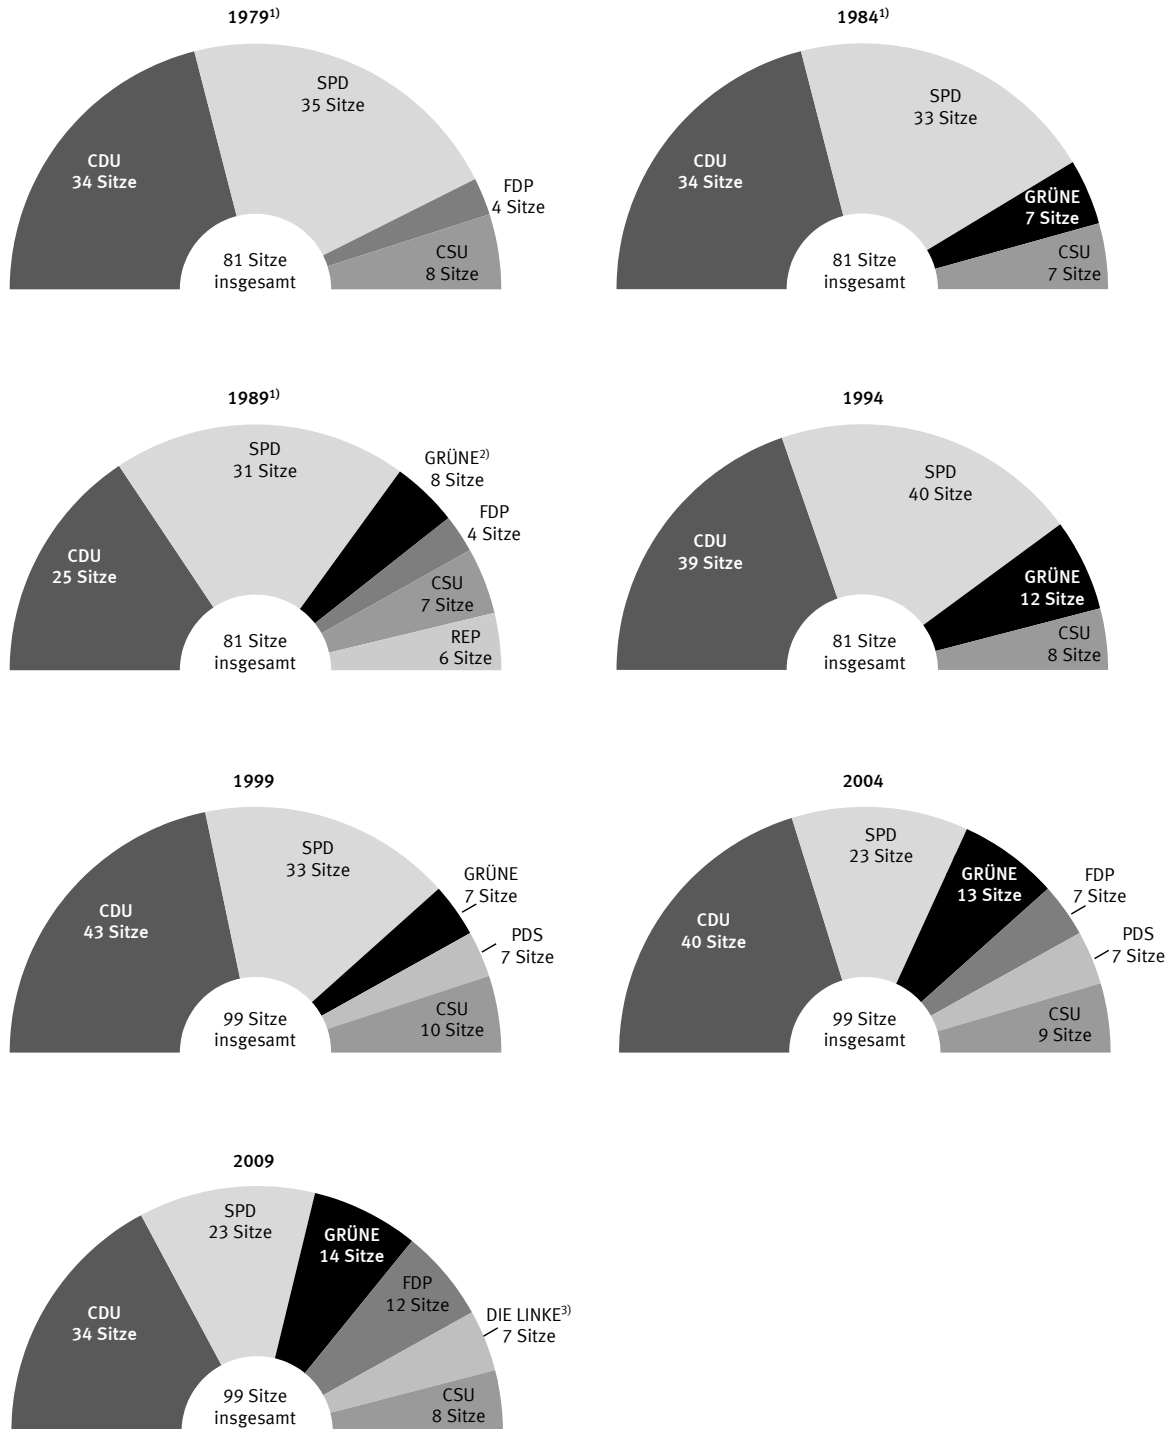 1979¹⁾
CDU
34 Sitze
SPD
35 Sitze
FDP
4 Sitze
CSU
8 Sitze
81 Sitze
insgesamt
1984¹⁾
CDU
34 Sitze
SPD
33 Sitze
GRÜNE
7 Sitze
CSU
7 Sitze
81 Sitze
insgesamt
1989¹⁾
CDU
25 Sitze
SPD
31 Sitze
GRÜNE²⁾
8 Sitze
FDP
4 Sitze
CSU
7 Sitze
REP
6 Sitze
81 Sitze
insgesamt
1994
CDU
39 Sitze
SPD
40 Sitze
GRÜNE
12 Sitze
CSU
8 Sitze
81 Sitze
insgesamt
1999
CDU
43 Sitze
SPD
33 Sitze
GRÜNE
7 Sitze
PDS
7 Sitze
CSU
10 Sitze
99 Sitze
insgesamt
2004
CDU
40 Sitze
SPD
23 Sitze
GRÜNE
13 Sitze
FDP
7 Sitze
PDS
7 Sitze
CSU
9 Sitze
99 Sitze
insgesamt
2009
CDU
34 Sitze
SPD
23 Sitze
GRÜNE
14 Sitze
FDP
12 Sitze
DIE LINKE³⁾
7 Sitze
CSU
8 Sitze
99 Sitze
insgesamt